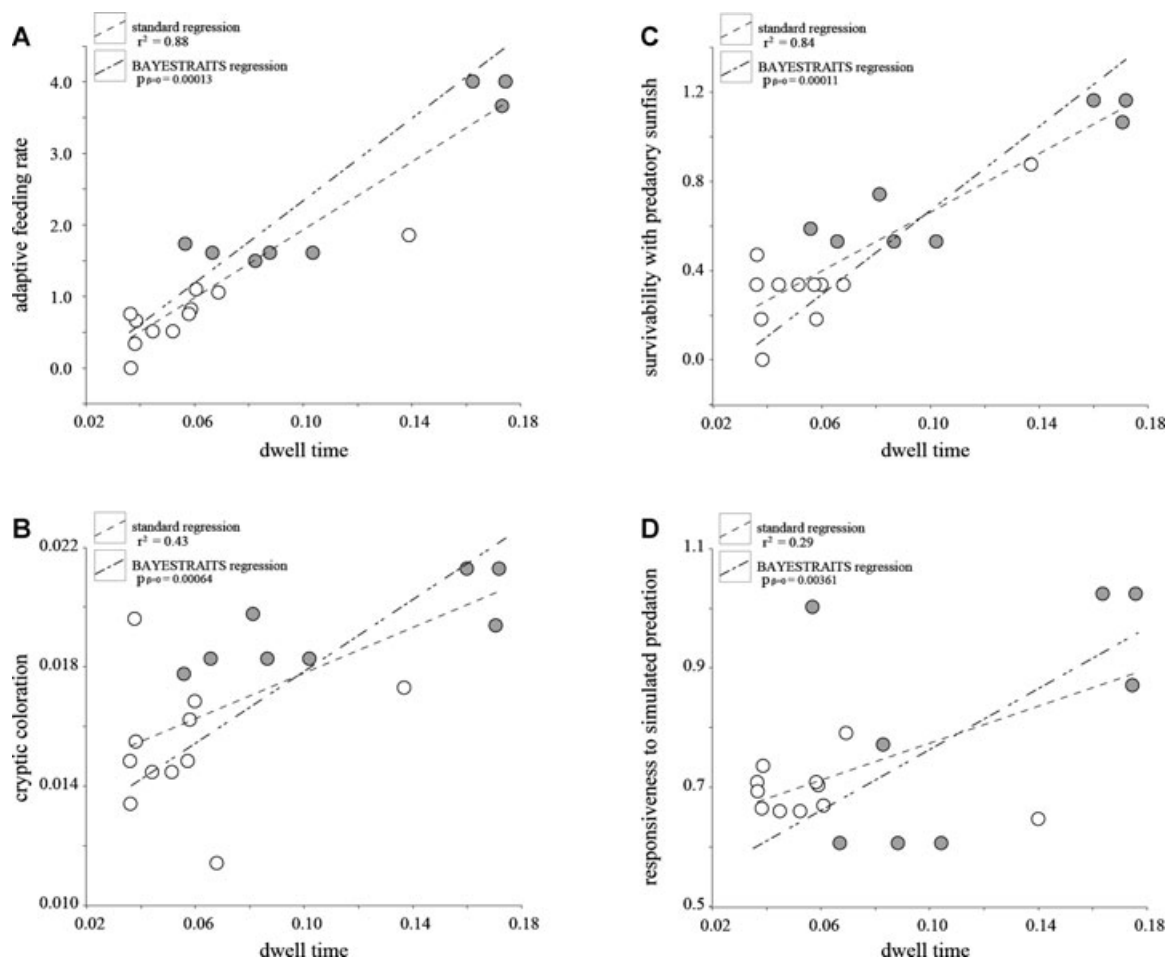 A
standard regression
r² = 0.88
BAYESTRAITS regression
p β=0 = 0.00013
4.0
3.0
2.0
1.0
0.0
adaptive feeding rate
0.02
0.06
0.10
0.14
0.18
dwell time
C
standard regression
r² = 0.84
BAYESTRAITS regression
p β=0 = 0.00011
1.2
0.8
0.4
0.0
survivability with predatory sunfish
0.02
0.06
0.10
0.14
0.18
dwell time
B
standard regression
r² = 0.43
BAYESTRAITS regression
p β=0 = 0.00064
0.022
0.018
0.014
0.010
cryptic coloration
0.02
0.06
0.10
0.14
0.18
dwell time
D
standard regression
r² = 0.29
BAYESTRAITS regression
p β=0 = 0.00361
1.1
0.9
0.7
0.5
responsiveness to simulated predation
0.02
0.06
0.10
0.14
0.18
dwell time